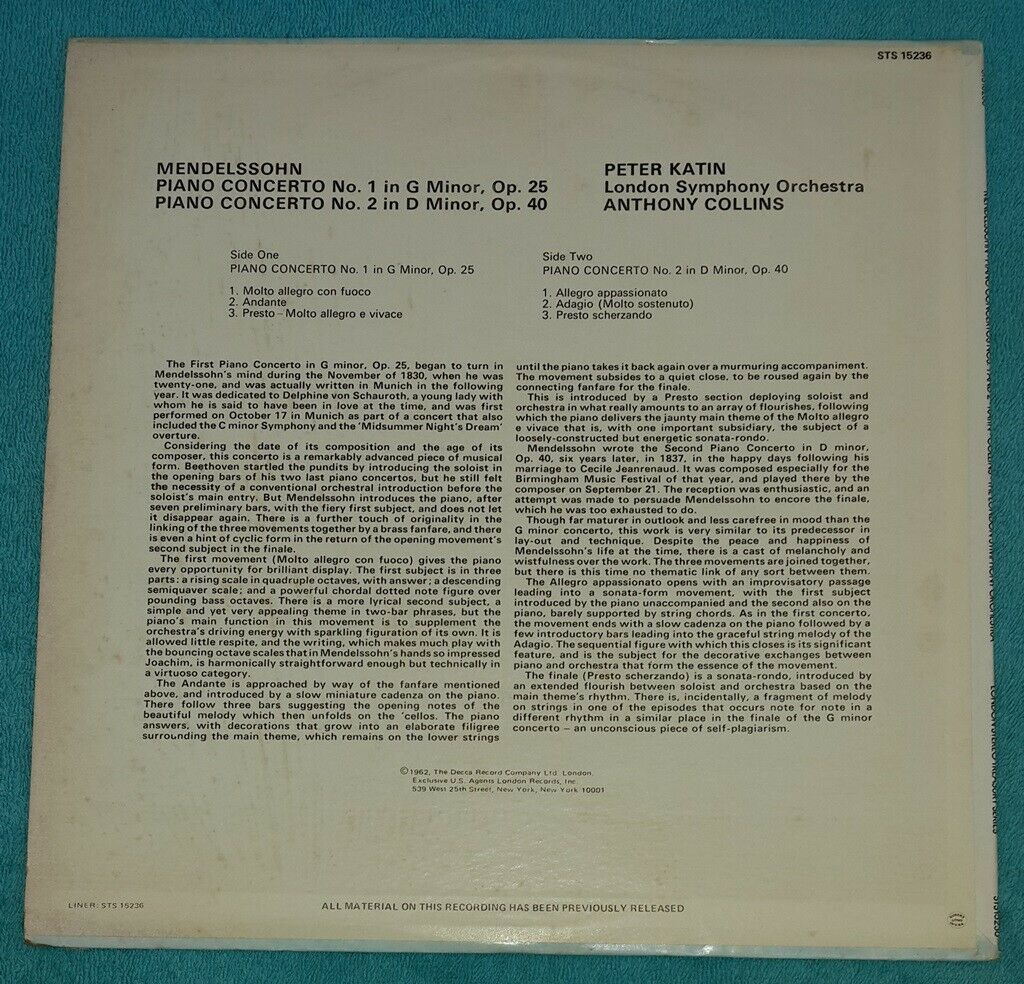 STS 15236
MENDELSSOHN
PIANO CONCERTO No. 1 in G Minor, Op. 25
PIANO CONCERTO No. 2 in D Minor, Op. 40
PETER KATIN
London Symphony Orchestra
ANTHONY COLLINS
Side One
PIANO CONCERTO No. 1 in G Minor, Op. 25
1. Molto allegro con fuoco
2. Andante
3. Presto – Molto allegro e vivace
Side Two
PIANO CONCERTO No. 2 in D Minor, Op. 40
1. Allegro appassionato
2. Adagio (Molto sostenuto)
3. Presto scherzando
The First Piano Concerto in G minor, Op. 25, began to turn in
Mendelssohn's mind during the November of 1830, when he was
twenty-one, and was actually written in Munich in the following
year. It was dedicated to Delphine von Schauroth, a young lady with
whom he is said to have been in love at the time, and was first
performed on October 17 in Munich as part of a concert that also
included the C minor Symphony and the 'Midsummer Night's Dream'
overture.
Considering the date of its composition and the age of its
composer, this concerto is a remarkably advanced piece of musical
form. Beethoven startled the pundits by introducing the soloist in
the opening bars of his two last piano concertos, but he still felt
the necessity of a conventional orchestral introduction before the
soloist's main entry. But Mendelssohn introduces the piano, after
seven preliminary bars, with the fiery first subject, and does not let
it disappear again. There is a further touch of originality in the
linking of the three movements together by a brass fanfare, and there
is even a hint of cyclic form in the return of the opening movement's
second subject in the finale.
The first movement (Molto allegro con fuoco) gives the piano
every opportunity for brilliant display. The first subject is in three
parts: a rising scale in quadruple octaves, with answer; a descending
semiquaver scale; and a powerful chordal dotted note figure over
pounding bass octaves. There is a more lyrical second subject, a
simple and yet very appealing theme in two-bar phrases, but the
piano's main function in this movement is to supplement the
orchestra's driving energy with sparkling figuration of its own. It is
allowed little respite, and the writing, which makes much play with
the bouncing octave scales that in Mendelssohn's hands so impressed
Joachim, is harmonically straightforward enough but technically in
a virtuoso category.
The Andante is approached by way of the fanfare mentioned
above, and introduced by a slow miniature cadenza on the piano.
There follow three bars suggesting the opening notes of the
beautiful melody which then unfolds on the 'cellos. The piano
answers, with decorations that grow into an elaborate filigree
surrounding the main theme, which remains on the lower strings
until the piano takes it back again over a murmuring accompaniment.
The movement subsides to a quiet close, to be roused again by the
connecting fanfare for the finale.
This is introduced by a Presto section deploying soloist and
orchestra in what really amounts to an array of flourishes, following
which the piano delivers the jaunty main theme of the Molto allegro
e vivace that is, with one important subsidiary, the subject of a
loosely-constructed but energetic sonata-rondo.
Mendelssohn wrote the Second Piano Concerto in D minor,
Op. 40, six years later, in 1837, in the happy days following his
marriage to Cecile Jeanrenaud. It was composed especially for the
Birmingham Music Festival of that year, and played there by the
composer on September 21. The reception was enthusiastic, and an
attempt was made to persuade Mendelssohn to encore the finale,
which he was too exhausted to do.
Though far maturer in outlook and less carefree in mood than the
G minor concerto, this work is very similar to its predecessor in
lay-out and technique. Despite the peace and happiness of
Mendelssohn's life at the time, there is a cast of melancholy and
wistfulness over the work. The three movements are joined together,
but there is this time no thematic link of any sort between them.
The Allegro appassionato opens with an improvisatory passage
leading into a sonata-form movement, with the first subject
introduced by the piano unaccompanied and the second also on the
piano, barely supported by string chords. As in the first concerto,
the movement ends with a slow cadenza on the piano followed by a
few introductory bars leading into the graceful string melody of the
Adagio. The sequential figure with which this closes is its significant
feature, and is the subject for the decorative exchanges between
piano and orchestra that form the essence of the movement.
The finale (Presto scherzando) is a sonata-rondo, introduced by
an extended flourish between soloist and orchestra based on the
main theme's rhythm. There is, incidentally, a fragment of melody
on strings in one of the episodes that occurs note for note in a
different rhythm in a similar place in the finale of the G minor
concerto – an unconscious piece of self-plagiarism.
©1962, The Decca Record Company Ltd. London.
Exclusive U.S. Agents London Records, Inc.
539 West 25th Street, New York, New York 10001
LINER: STS 15236
ALL MATERIAL ON THIS RECORDING HAS BEEN PREVIOUSLY RELEASED